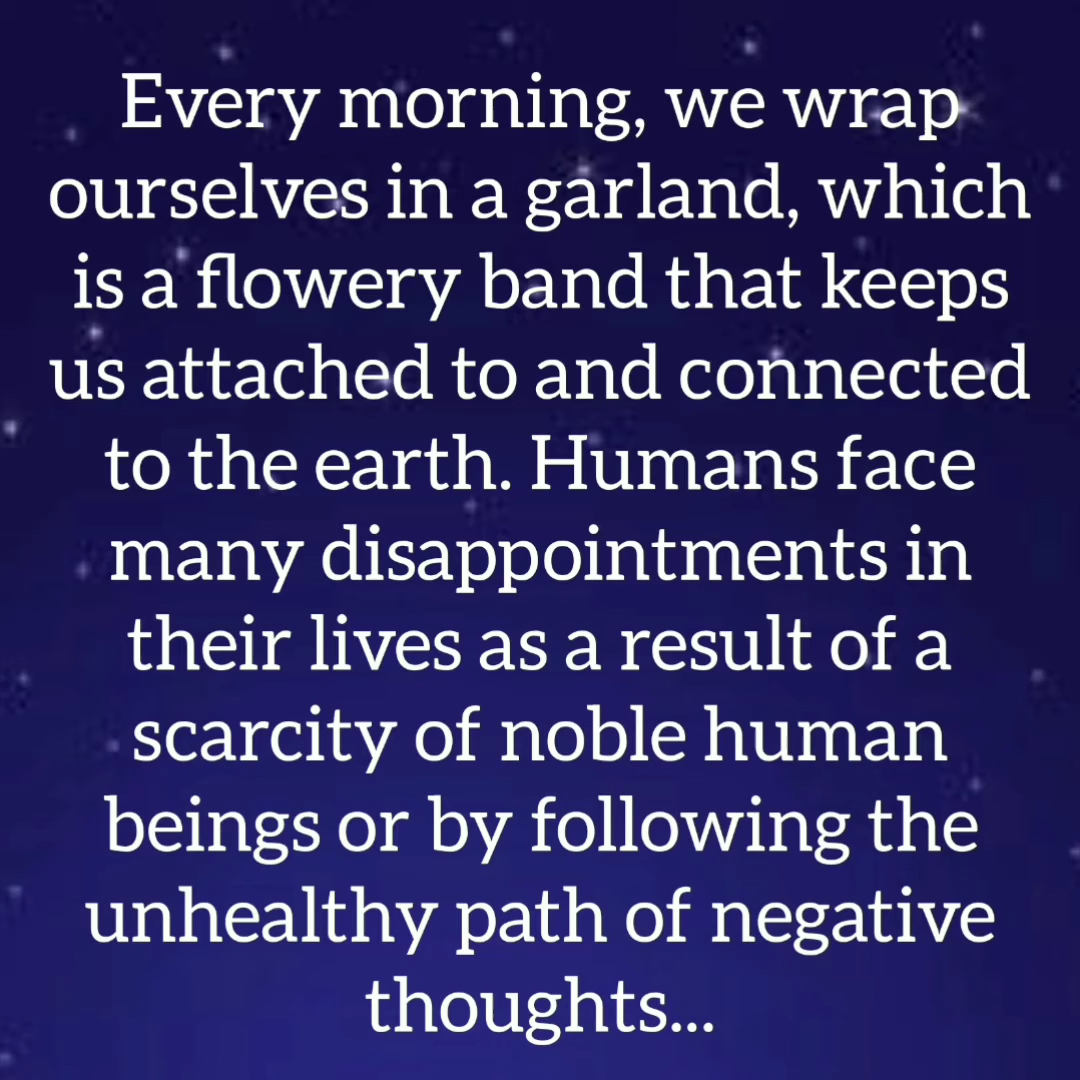 Every morning, we wrap
ourselves in a garland, which
is a flowery band that keeps
us attached to and connected
to the earth. Humans face
many disappointments in
their lives as a result of a
scarcity of noble human
beings or by following the
unhealthy path of negative
thoughts...